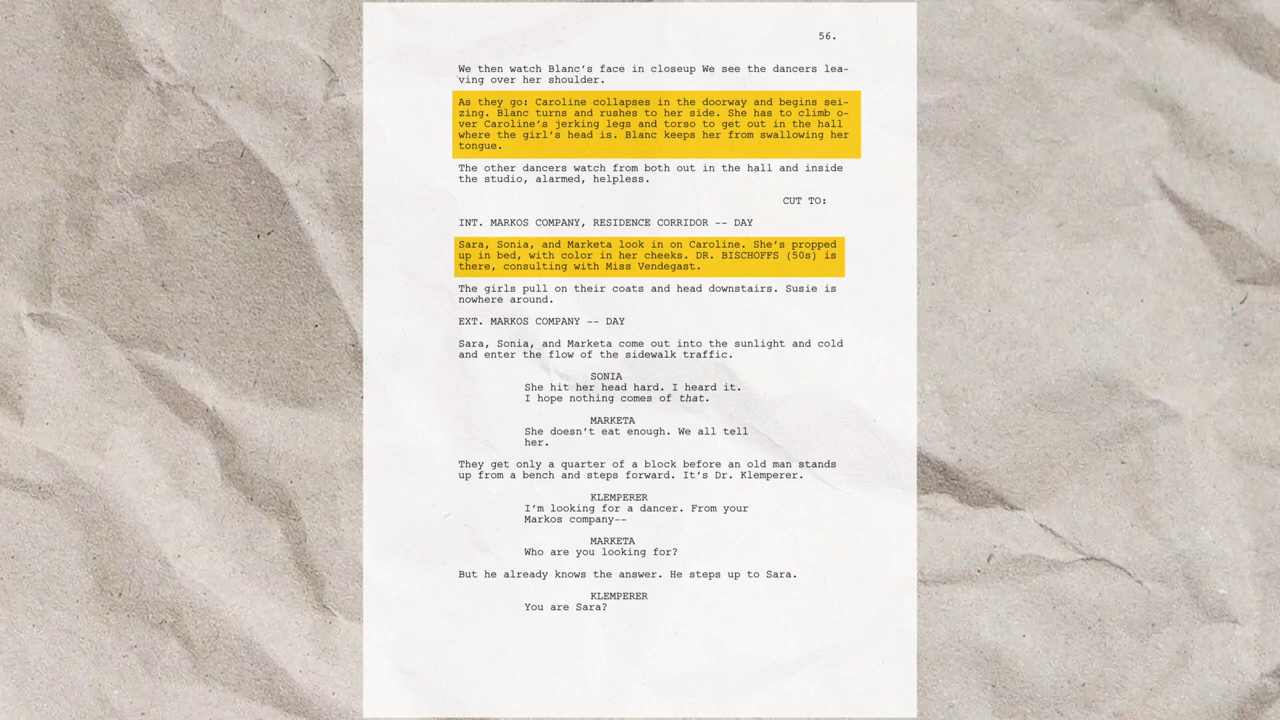 56.
We then watch Blanc's face in closeup We see the dancers lea-
ving over her shoulder.
As they go: Caroline collapses in the doorway and begins sei-
zing. Blanc turns and rushes to her side. She has to climb o-
ver Caroline's jerking legs and torso to get out in the hall
where the girl's head is. Blanc keeps her from swallowing her
tongue.
The other dancers watch from both out in the hall and inside
the studio, alarmed, helpless.
CUT TO:
INT. MARKOS COMPANY, RESIDENCE CORRIDOR -- DAY
Sara, Sonia, and Marketa look in on Caroline. She's propped
up in bed, with color in her cheeks. DR. BISCHOFFS (50s) is
there, consulting with Miss Vendegast.
The girls pull on their coats and head downstairs. Susie is
nowhere around.
EXT. MARKOS COMPANY -- DAY
Sara, Sonia, and Marketa come out into the sunlight and cold
and enter the flow of the sidewalk traffic.
SONIA
She hit her head hard. I heard it.
I hope nothing comes of that.
MARKETA
She doesn't eat enough. We all tell
her.
They get only a quarter of a block before an old man stands
up from a bench and steps forward. It's Dr. Klemperer.
KLEMPERER
I'm looking for a dancer. From your
Markos company--
MARKETA
Who are you looking for?
But he already knows the answer. He steps up to Sara.
KLEMPERER
You are Sara?